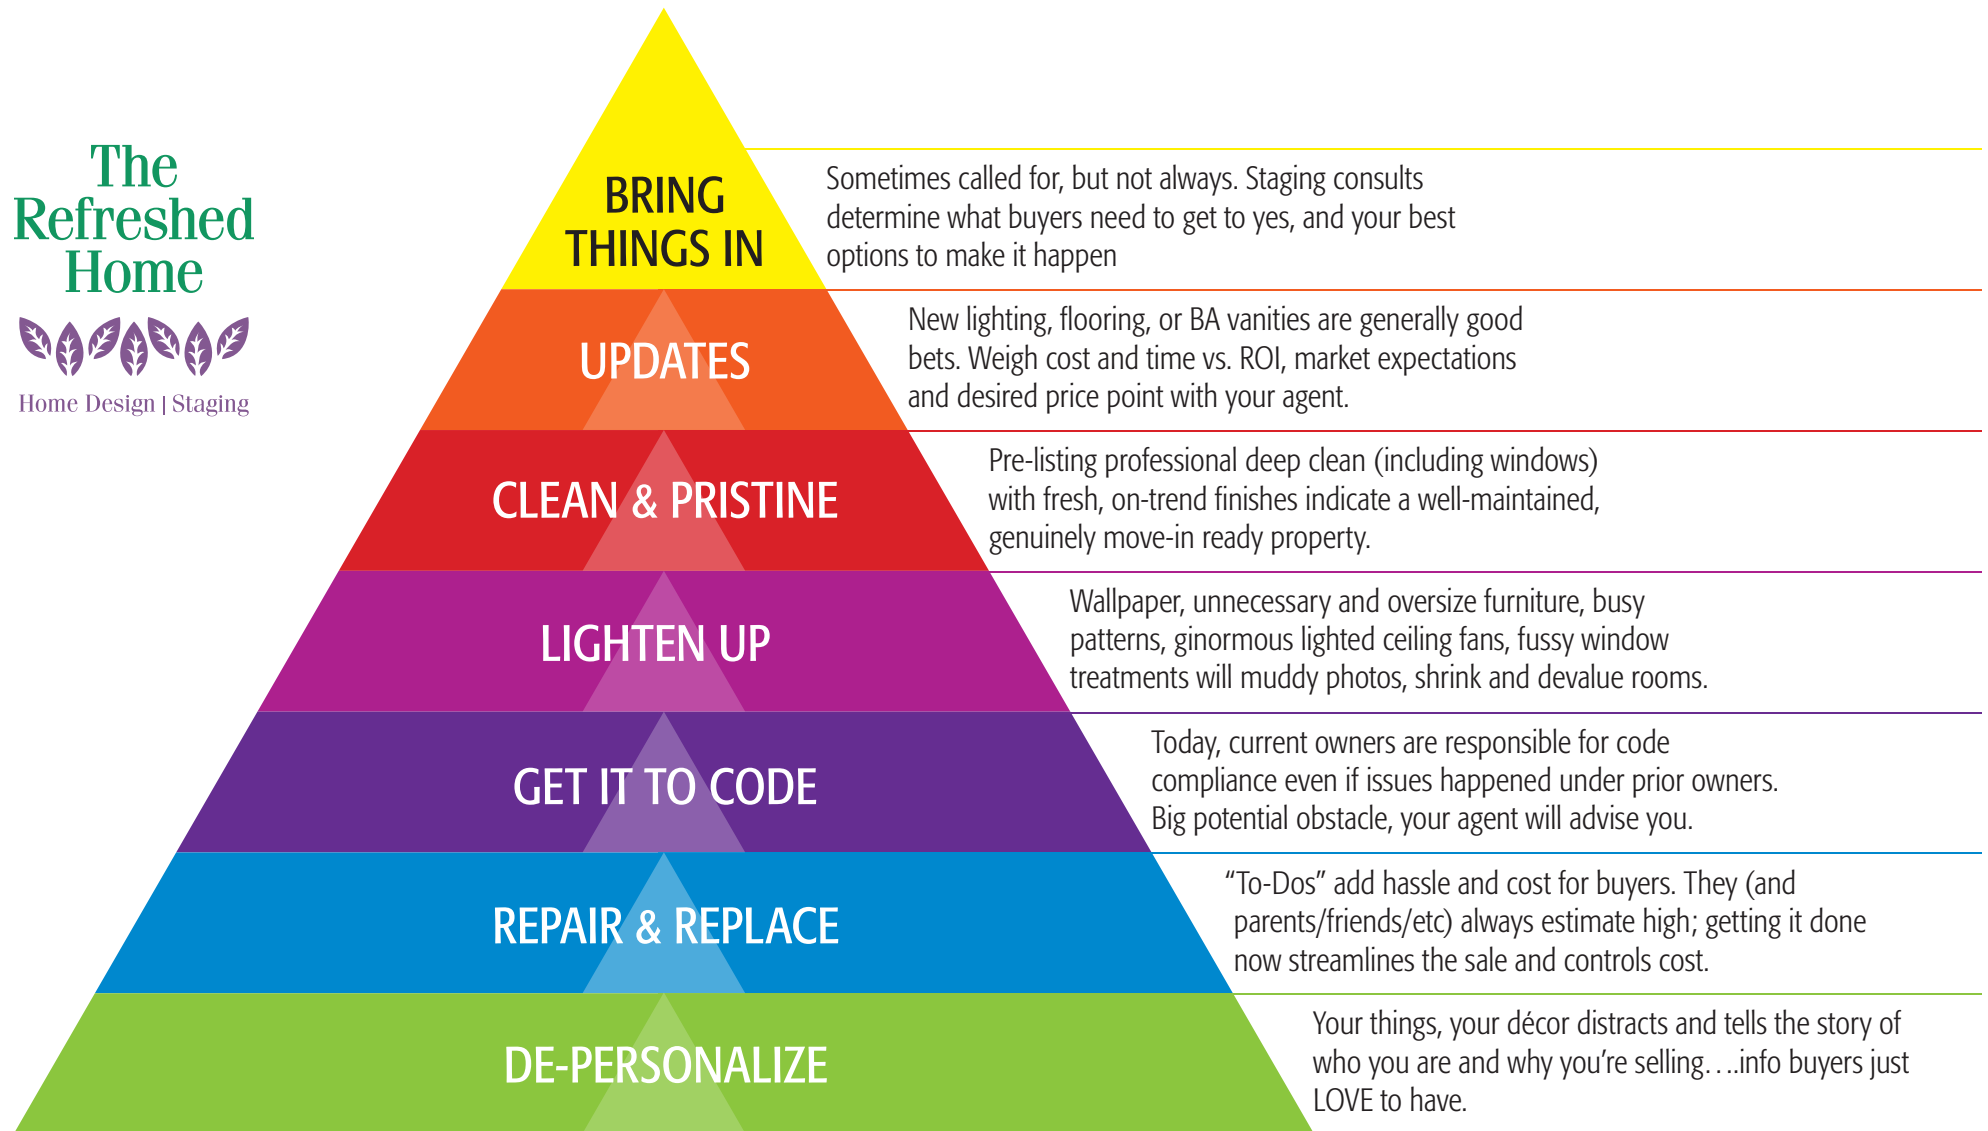 The
Refreshed
Home
Home Design | Staging
BRING
THINGS IN
Sometimes called for, but not always. Staging consults
determine what buyers need to get to yes, and your best
options to make it happen
UPDATES
New lighting, flooring, or BA vanities are generally good
bets. Weigh cost and time vs. ROI, market expectations
and desired price point with your agent.
CLEAN & PRISTINE
Pre-listing professional deep clean (including windows)
with fresh, on-trend finishes indicate a well-maintained,
genuinely move-in ready property.
LIGHTEN UP
Wallpaper, unnecessary and oversize furniture, busy
patterns, ginormous lighted ceiling fans, fussy window
treatments will muddy photos, shrink and devalue rooms.
GET IT TO CODE
Today, current owners are responsible for code
compliance even if issues happened under prior owners.
Big potential obstacle, your agent will advise you.
REPAIR & REPLACE
“To-Dos” add hassle and cost for buyers. They (and
parents/friends/etc) always estimate high; getting it done
now streamlines the sale and controls cost.
DE-PERSONALIZE
Your things, your décor distracts and tells the story of
who you are and why you’re selling….info buyers just
LOVE to have.